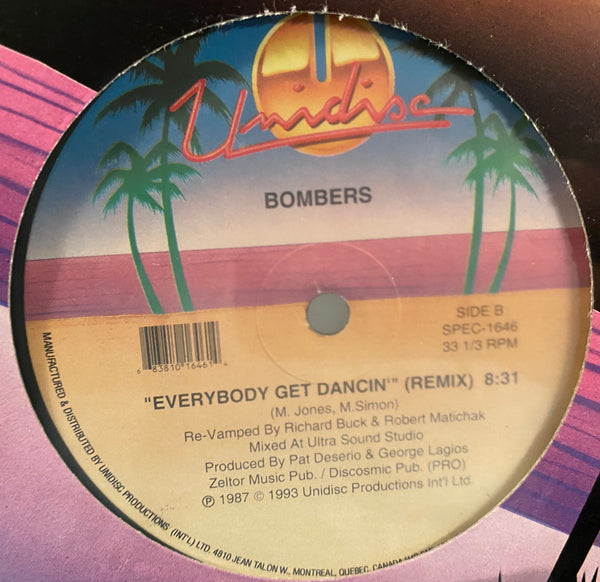 Unidisc
BOMBERS
SIDE B
SPEC-1646
33 1/3 RPM
6 83810 16461 4
"EVERYBODY GET DANCIN'" (REMIX) 8:31
(M. Jones, M.Simon)
Re-Vamped By Richard Buck & Robert Matichak
Mixed At Ultra Sound Studio
Produced By Pat Deserio & George Lagios
Zeltor Music Pub. / Discosmic Pub. (PRO)
℗ 1987 © 1993 Unidisc Productions Int'l Ltd.
MANUFACTURED & DISTRIBUTED BY UNIDISC PRODUCTIONS (INT'L) LTD. 4810 JEAN TALON W., MONTREAL, QUEBEC, CANADA